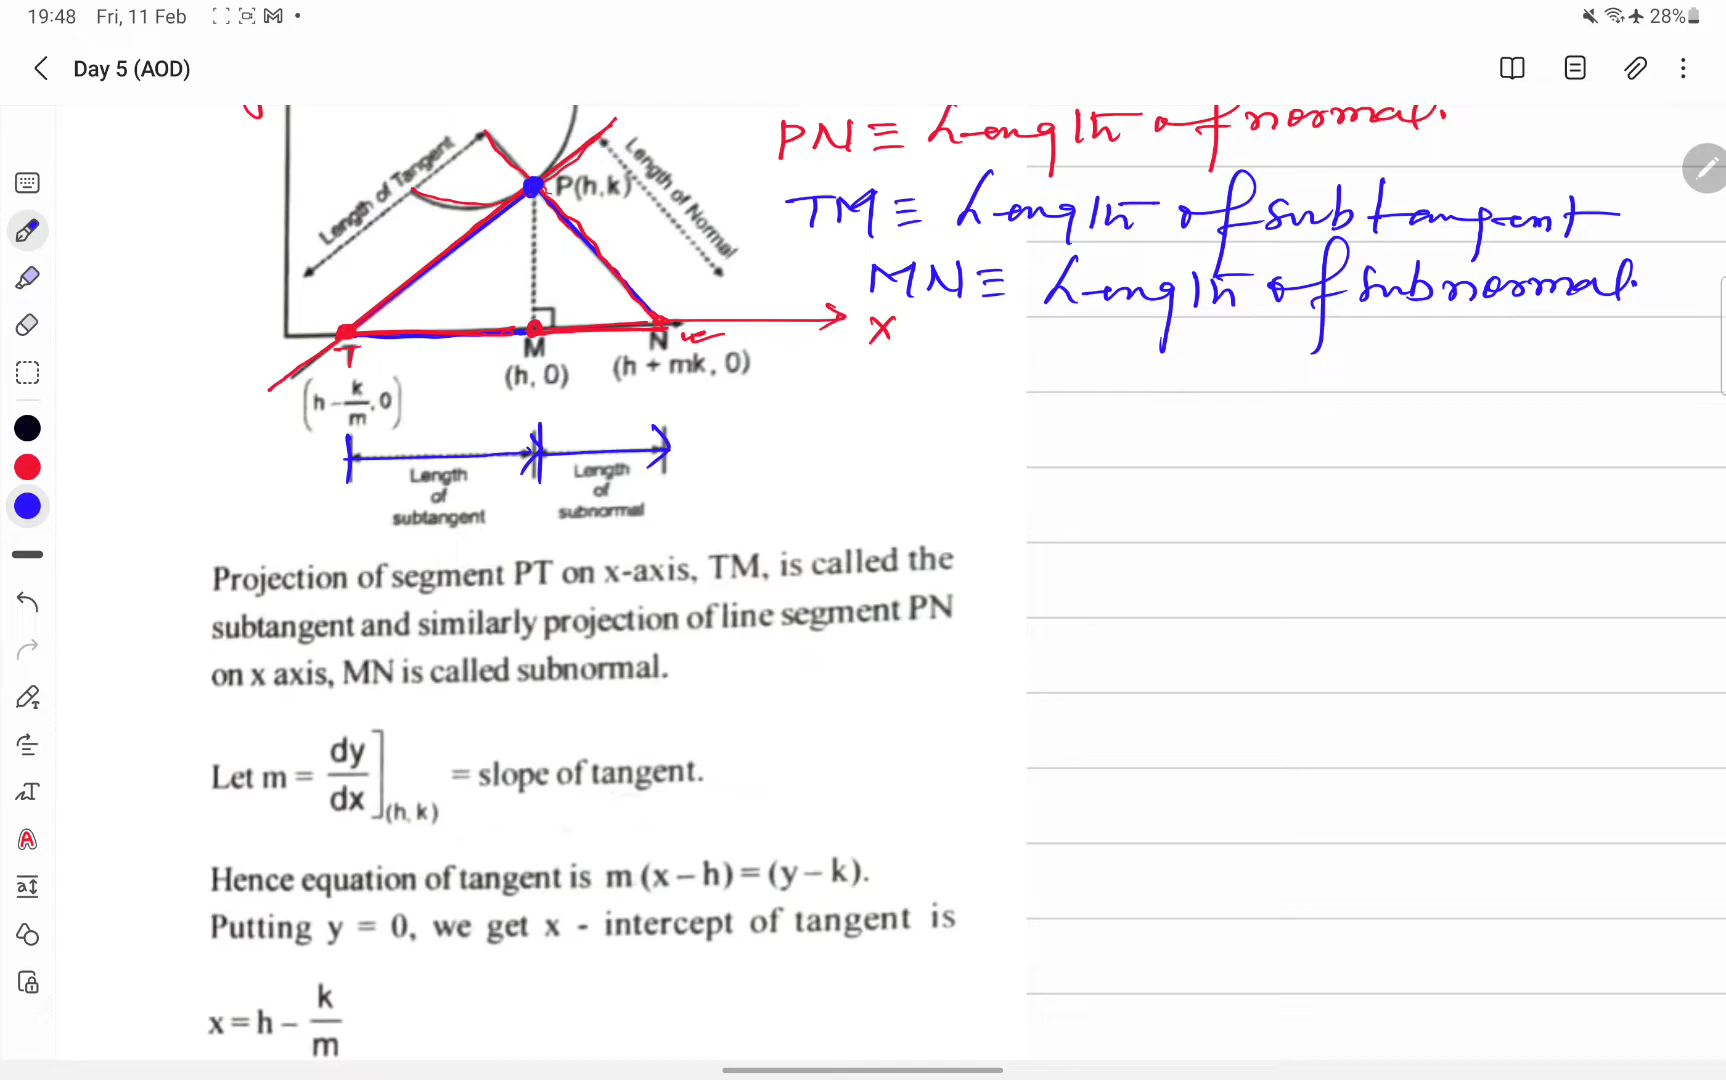 19:48 Fri, 11 Feb 28%
Day 5 (AOD)
PN ≡ Length of normal.
Length of Tangent
P(h,k)
Length of Normal
TM ≡ Length of subtangent
MN ≡ Length of subnormal.
X
T M N
(h, 0) (h + mk, 0)
(h – k/m, 0)
Length of subtangent
Length of subnormal
Projection of segment PT on x-axis, TM, is called the
subtangent and similarly projection of line segment PN
on x axis, MN is called subnormal.
Let m = dy/dx](h, k) = slope of tangent.
Hence equation of tangent is m (x – h) = (y – k).
Putting y = 0, we get x - intercept of tangent is
x = h – k/m